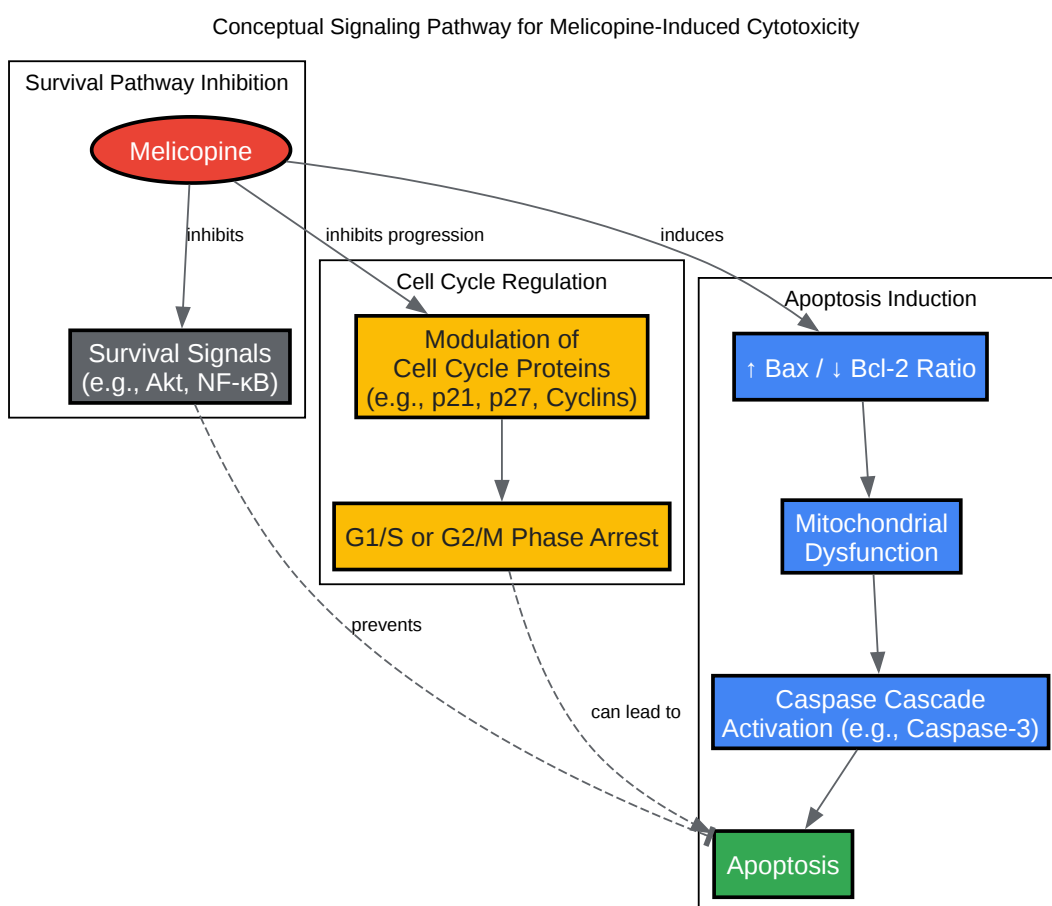 Conceptual Signaling Pathway for Melicopine-Induced Cytotoxicity
Survival Pathway Inhibition
Melicopine
inhibits
inhibits progression
induces
Survival Signals
(e.g., Akt, NF-κB)
Cell Cycle Regulation
Modulation of
Cell Cycle Proteins
(e.g., p21, p27, Cyclins)
G1/S or G2/M Phase Arrest
Apoptosis Induction
↑ Bax / ↓ Bcl-2 Ratio
Mitochondrial
Dysfunction
prevents
can lead to
Caspase Cascade
Activation (e.g., Caspase-3)
Apoptosis